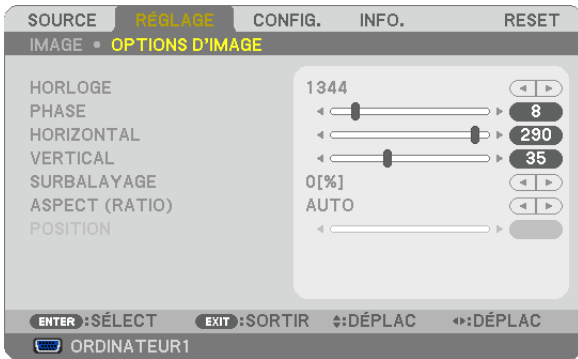 SOURCE RÉGLAGE CONFIG. INFO. RESET
IMAGE • OPTIONS D'IMAGE
HORLOGE 1344
PHASE 8
HORIZONTAL 290
VERTICAL 35
SURBALAYAGE 0[%]
ASPECT (RATIO) AUTO
POSITION
ENTER :SÉLECT EXIT :SORTIR :DÉPLAC :DÉPLAC
ORDINATEUR1